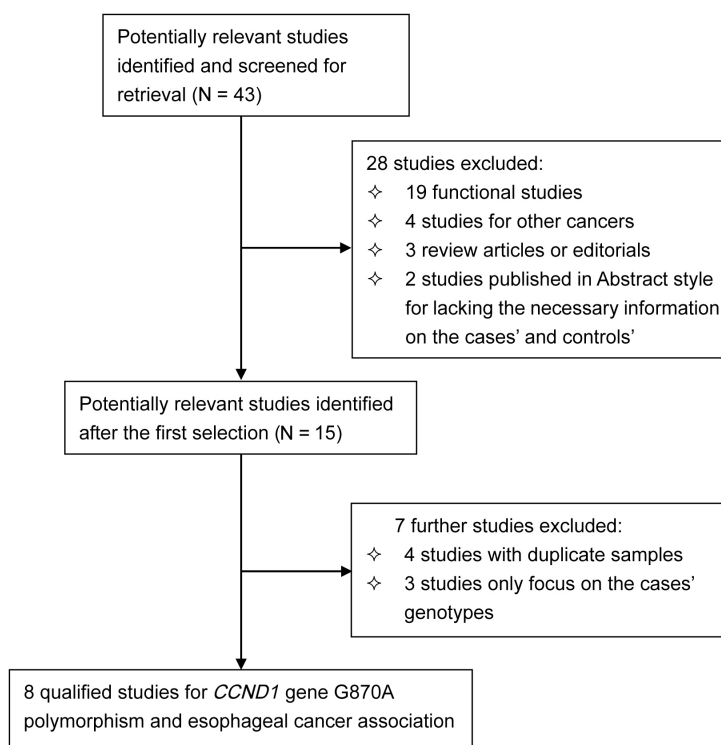 Potentially relevant studies
identified and screened for
retrieval (N = 43)
28 studies excluded:
✧ 19 functional studies
✧ 4 studies for other cancers
✧ 3 review articles or editorials
✧ 2 studies published in Abstract style
for lacking the necessary information
on the cases’ and controls’
Potentially relevant studies identified
after the first selection (N = 15)
7 further studies excluded:
✧ 4 studies with duplicate samples
✧ 3 studies only focus on the cases’
genotypes
8 qualified studies for CCND1 gene G870A
polymorphism and esophageal cancer association